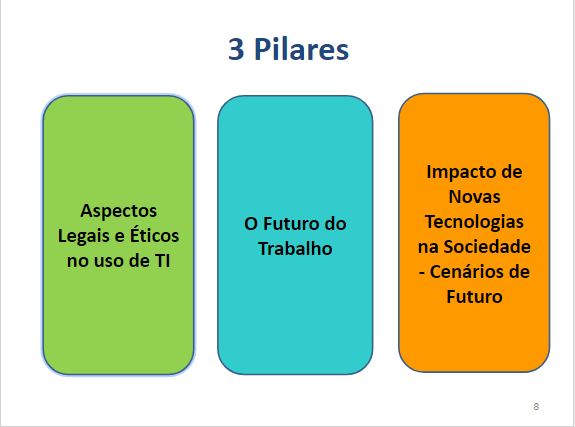 3 Pilares
Aspectos
Legais e Éticos
no uso de TI
O Futuro do
Trabalho
Impacto de
Novas
Tecnologias
na Sociedade
- Cenários de
Futuro
8